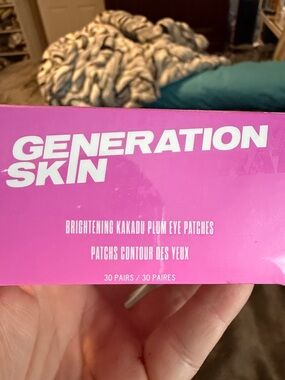 GENERATION
SKIN
BRIGHTENING KAKADU PLUM EYE PATCHES
PATCHS CONTOUR DES YEUX
30 PAIRS / 30 PAIRES